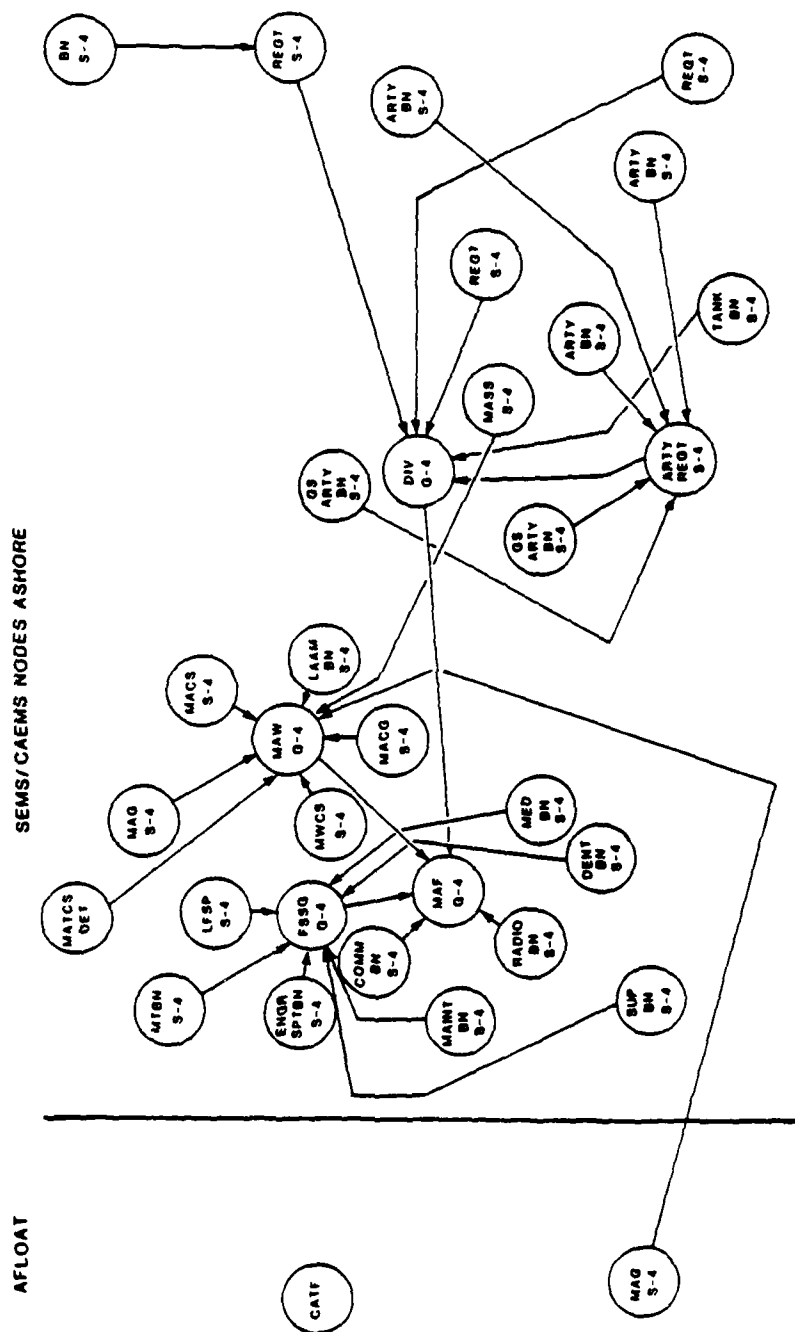 SEMS/CAEMS NODES ASHORE
AFLOAT
CATF
MAG
S-4
MATCS
DET
MAG
S-4
MACS
S-4
LAAM
BN
S-4
MAW
G-4
MWCS
S-4
MACG
S-4
MTBN
S-4
LFSP
S-4
FSSG
G-4
ENGR
SPTBN
S-4
COMM
BN
S-4
MAF
G-4
MAINT
BN
S-4
RADIO
BN
S-4
MED
BN
S-4
DENT
BN
S-4
SUP
BN
S-4
GS
ARTY
BN
S-4
DIV
G-4
MASS
S-4
REGT
S-4
GS
ARTY
BN
S-4
ARTY
BN
S-4
ARTY
REGT
S-4
TANK
BN
S-4
BN
S-4
REGT
S-4
ARTY
BN
S-4
ARTY
BN
S-4
REGT
S-4